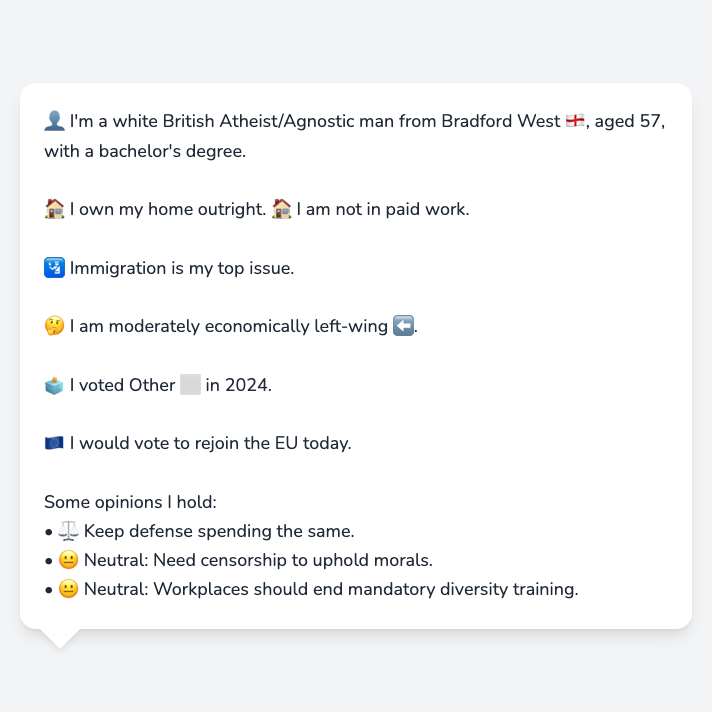 👤 I'm a white British Atheist/Agnostic man from Bradford West 🏴󠁧󠁢󠁥󠁮󠁧󠁿, aged 57,
with a bachelor's degree.
🏠 I own my home outright. 🏠 I am not in paid work.
🛂 Immigration is my top issue.
🤔 I am moderately economically left-wing ⬅️.
🗳️ I voted Other ⬜ in 2024.
🇪🇺 I would vote to rejoin the EU today.
Some opinions I hold:
• ⚖️ Keep defense spending the same.
• 😐 Neutral: Need censorship to uphold morals.
• 😐 Neutral: Workplaces should end mandatory diversity training.